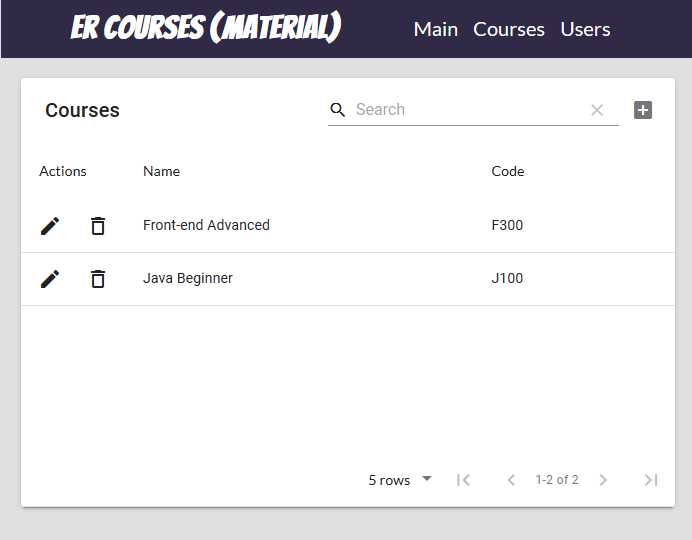 ER COURSES (MATERIAL) Main Courses Users
Courses Search
Actions Name Code
Front-end Advanced F300
Java Beginner J100
5 rows 1-2 of 2